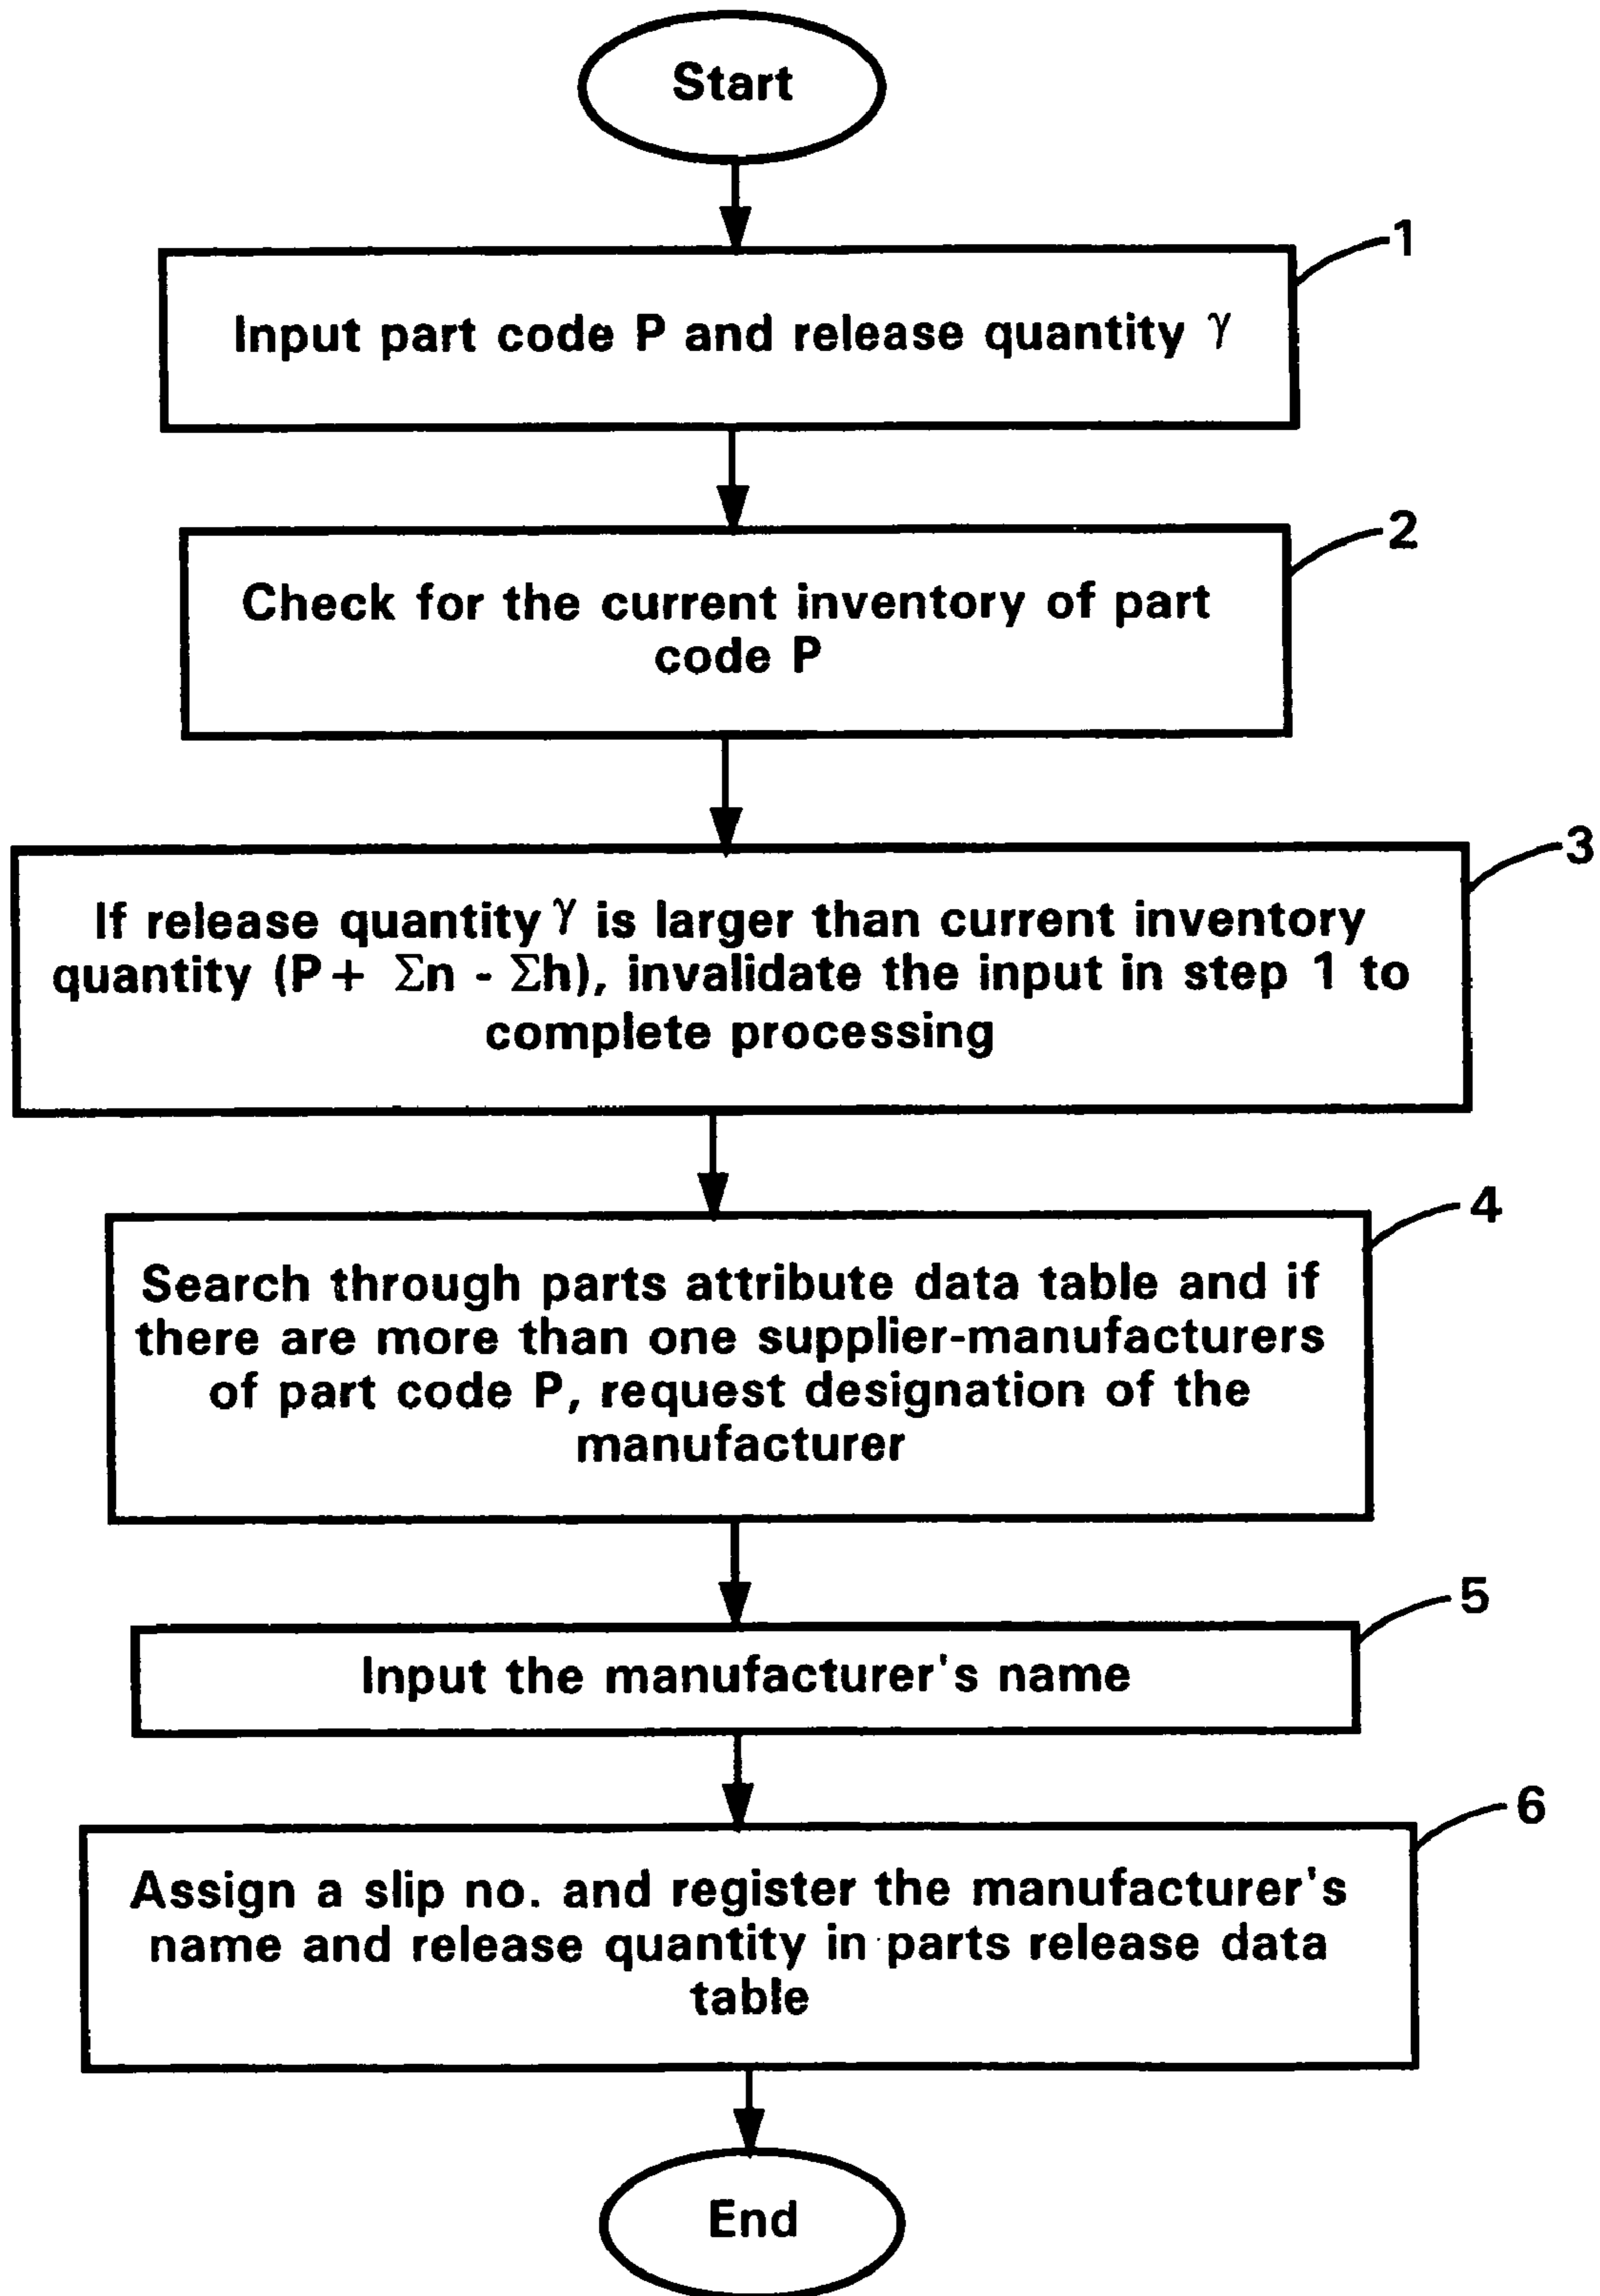 Start
1
Input part code P and release quantity γ
2
Check for the current inventory of part
code P
3
If release quantity γ is larger than current inventory
quantity (P+ Σn - Σh), invalidate the input in step 1 to
complete processing
4
Search through parts attribute data table and if
there are more than one supplier-manufacturers
of part code P, request designation of the
manufacturer
5
Input the manufacturer's name
6
Assign a slip no. and register the manufacturer's
name and release quantity in parts release data
table
End